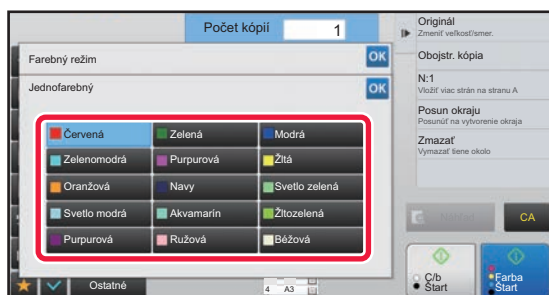 Počet kópií 1
Farebný režim OK
Jednofarebný OK
Červená Zelená Modrá
Zelenomodrá Purpurová Žltá
Oranžová Navy Svetlo zelená
Svetlo modrá Akvamarín Žltozelená
Purpurová Ružová Béžová
Ostatné
4 A3
Originál
Zmeniť veľkosť/smer.
Obojstr. kópia
N:1
Vložiť viac strán na stranu A
Posun okraju
Posunúť na vytvorenie okraja
Zmazať
Vymazať tiene okolo
CA
Č/b
Štart
Farba
Štart